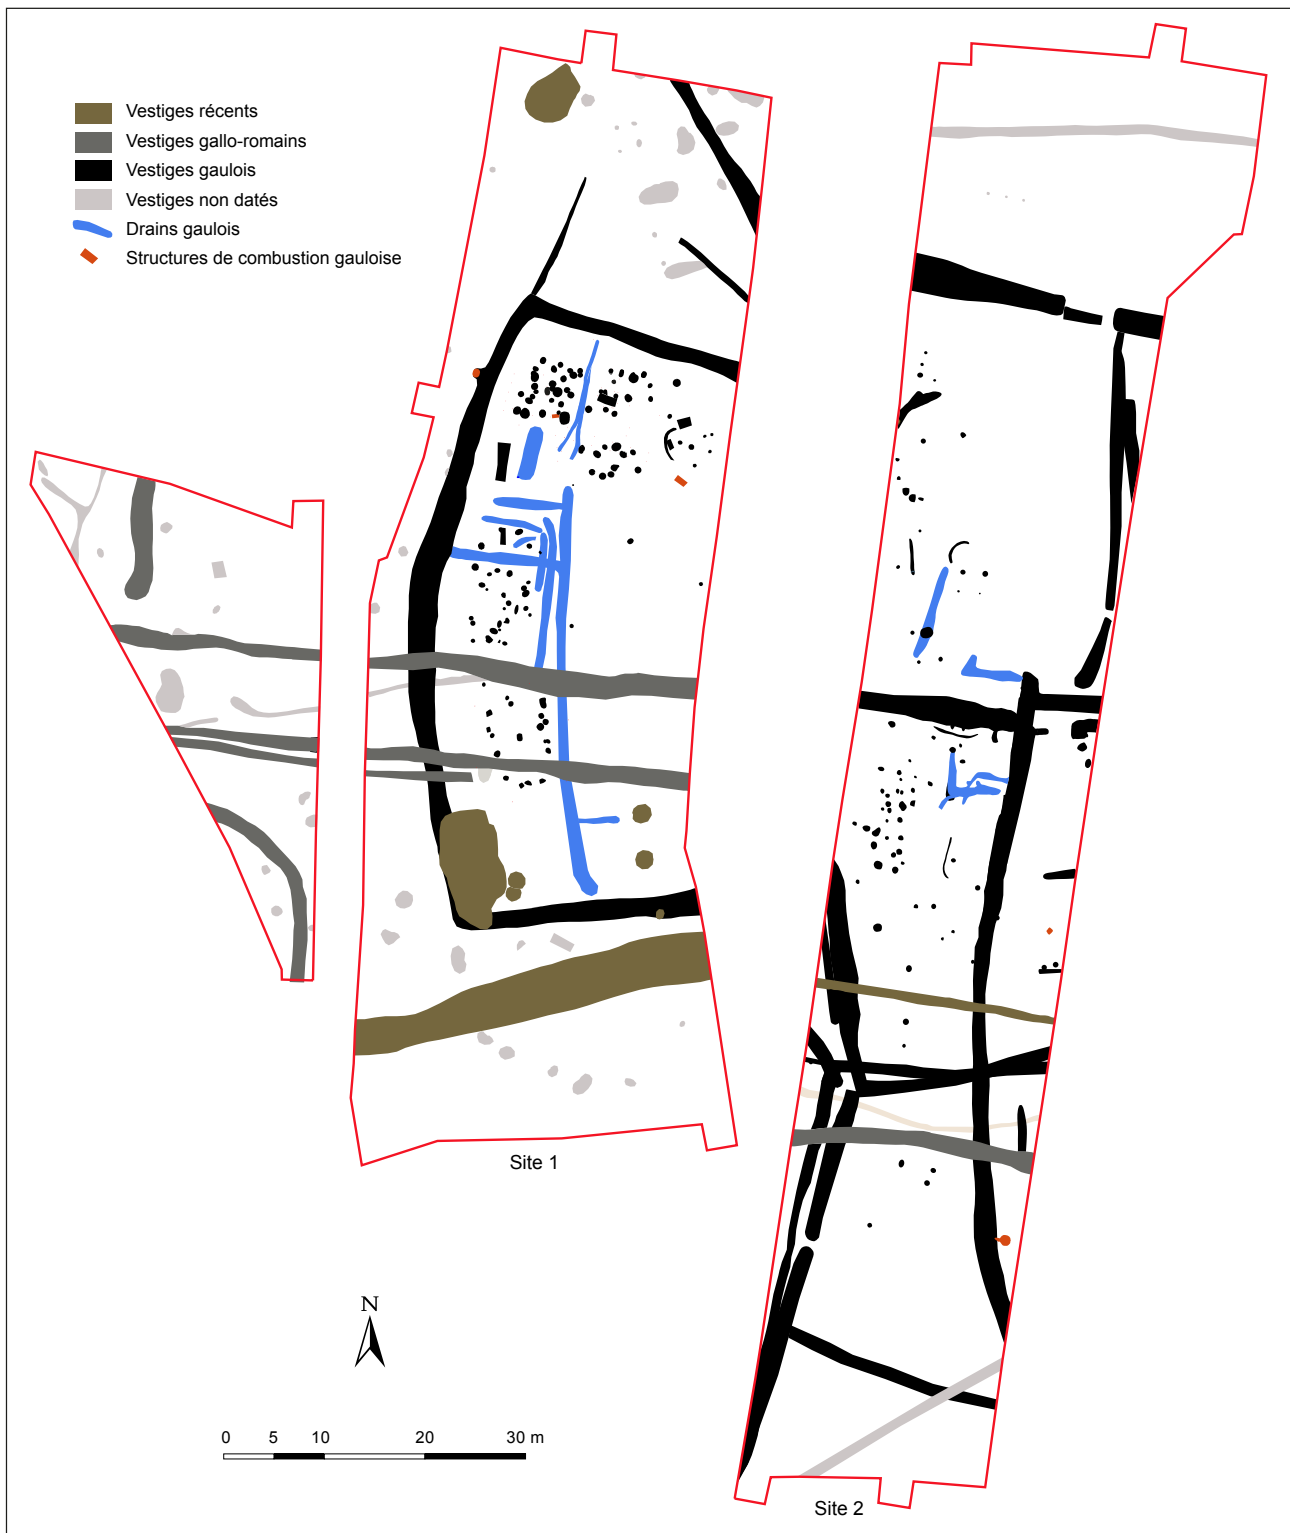 Vestiges récents
Vestiges gallo-romains
Vestiges gaulois
Vestiges non datés
Drains gaulois
Structures de combustion gauloise
Site 1
N
0 5 10 20 30 m
Site 2